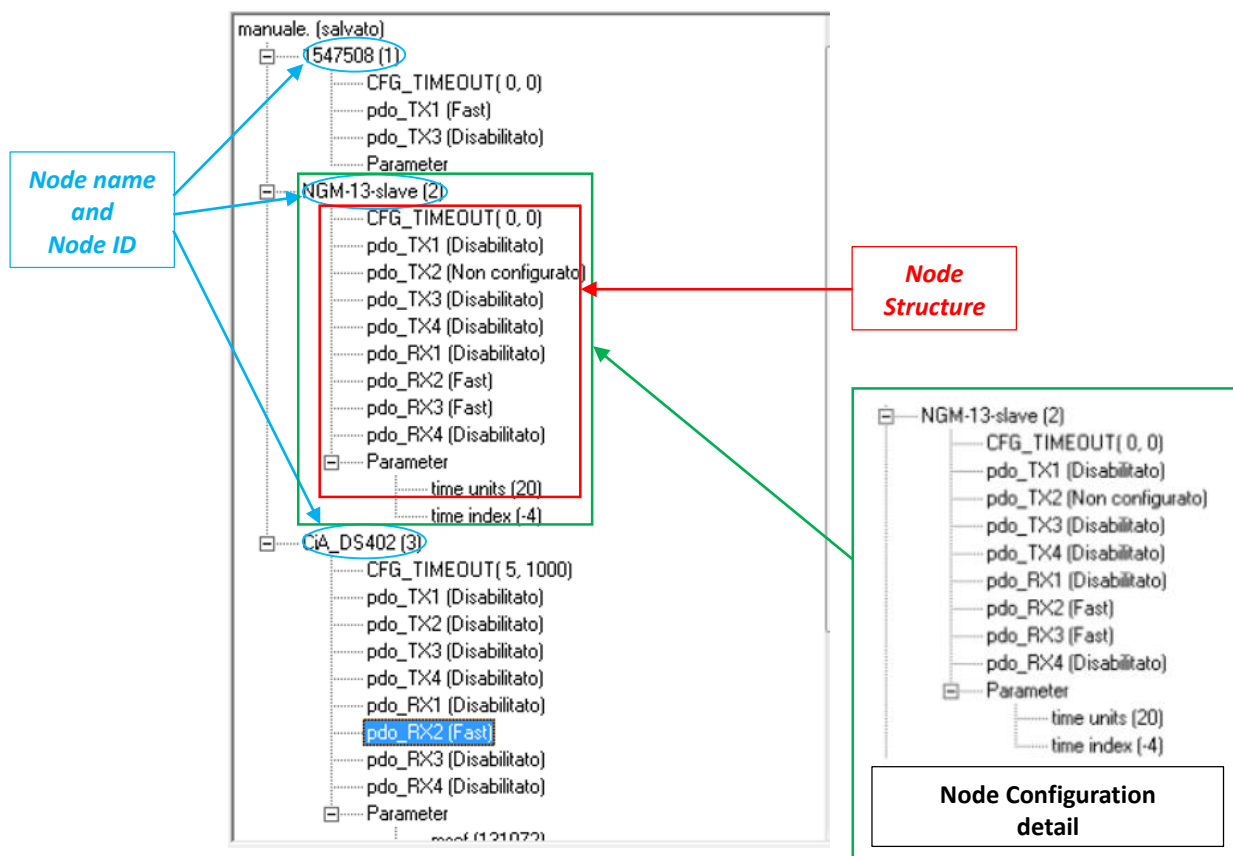 manuale. (salvato)
1547508 (1)
CFG_TIMEOUT( 0, 0)
pdo_TX1 (Fast)
pdo_TX3 (Disabilitato)
Parameter
NGM-13-slave (2)
CFG_TIMEOUT( 0, 0)
pdo_TX1 (Disabilitato)
pdo_TX2 (Non configurato)
pdo_TX3 (Disabilitato)
pdo_TX4 (Disabilitato)
pdo_RX1 (Disabilitato)
pdo_RX2 (Fast)
pdo_RX3 (Fast)
pdo_RX4 (Disabilitato)
Parameter
time units (20)
time index (-4)
CiA_DS402 (3)
CFG_TIMEOUT( 5, 1000)
pdo_TX1 (Disabilitato)
pdo_TX2 (Disabilitato)
pdo_TX3 (Disabilitato)
pdo_TX4 (Disabilitato)
pdo_RX1 (Disabilitato)
pdo_RX2 (Fast)
pdo_RX3 (Disabilitato)
pdo_RX4 (Disabilitato)
Parameter
(131072)
Node name
and
Node ID
Node
Structure
NGM-13-slave (2)
CFG_TIMEOUT( 0, 0)
pdo_TX1 (Disabilitato)
pdo_TX2 (Non configurato)
pdo_TX3 (Disabilitato)
pdo_TX4 (Disabilitato)
pdo_RX1 (Disabilitato)
pdo_RX2 (Fast)
pdo_RX3 (Fast)
pdo_RX4 (Disabilitato)
Parameter
time units (20)
time index (-4)
Node Configuration
detail